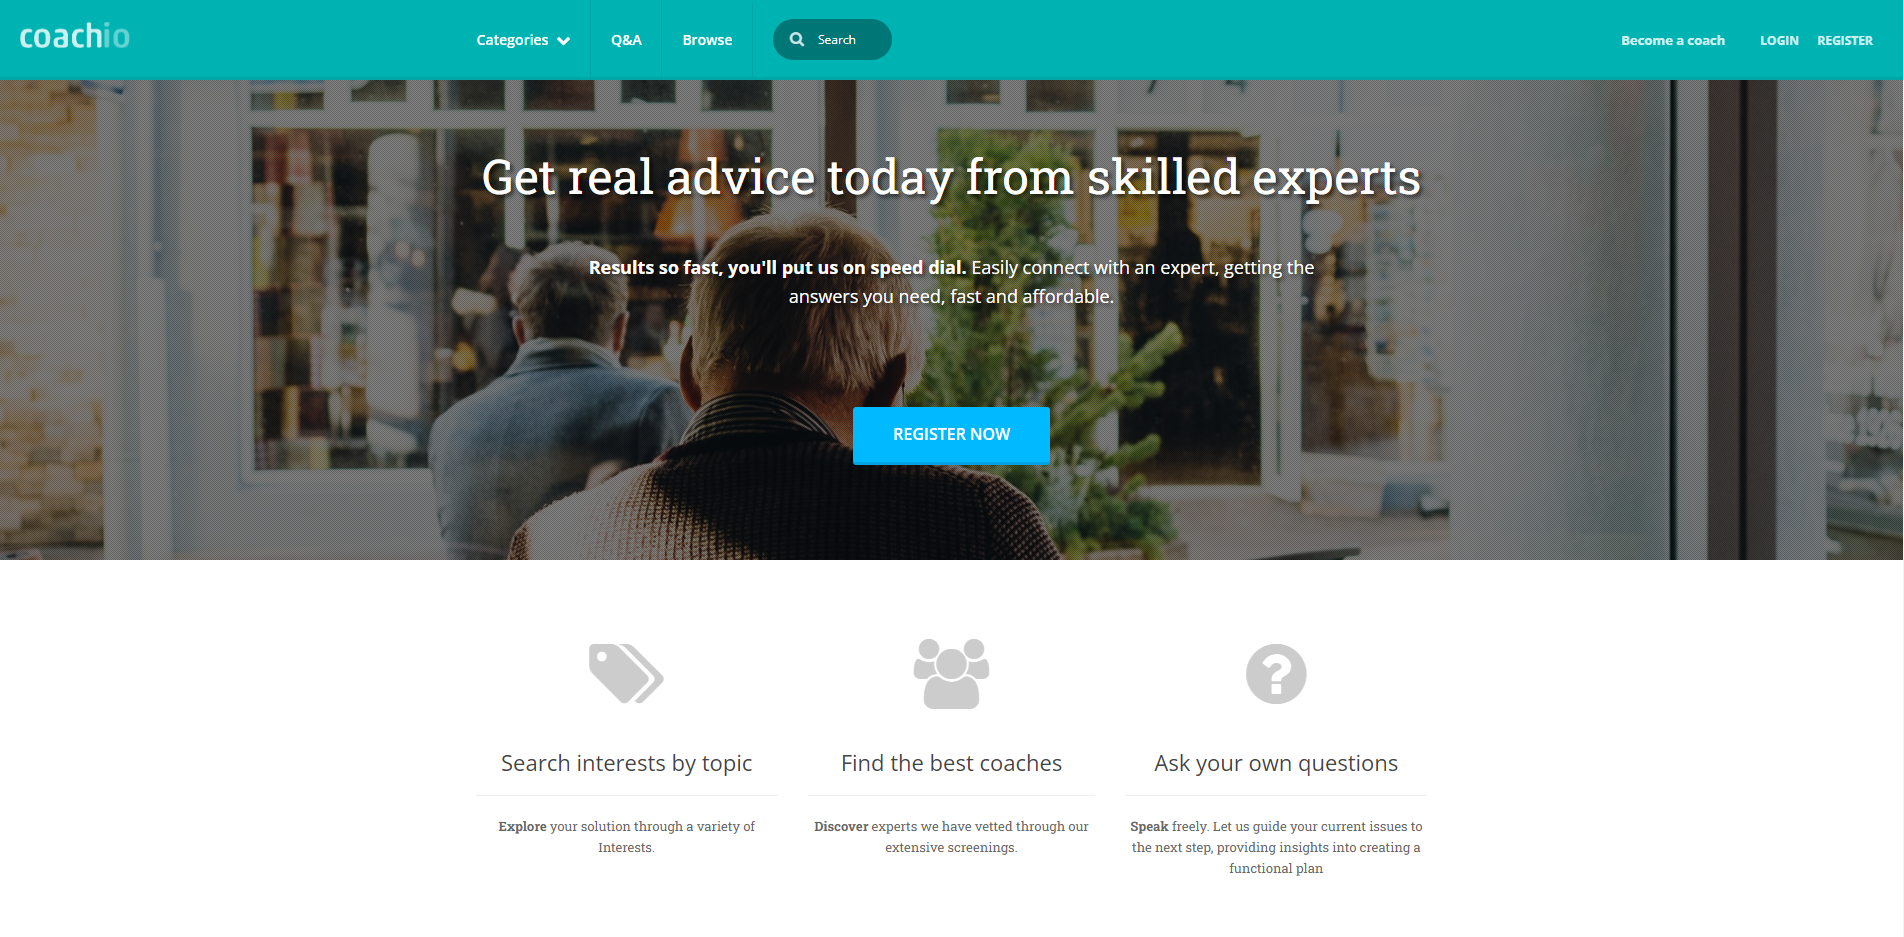 coachio
Categories
Q&A
Browse
Search
Become a coach
LOGIN
REGISTER
Get real advice today from skilled experts
Results so fast, you'll put us on speed dial. Easily connect with an expert, getting the
answers you need, fast and affordable.
REGISTER NOW
Search interests by topic
Explore your solution through a variety of
Interests.
Find the best coaches
Discover experts we have vetted through our
extensive screenings.
Ask your own questions
Speak freely. Let us guide your current issues to
the next step, providing insights into creating a
functional plan